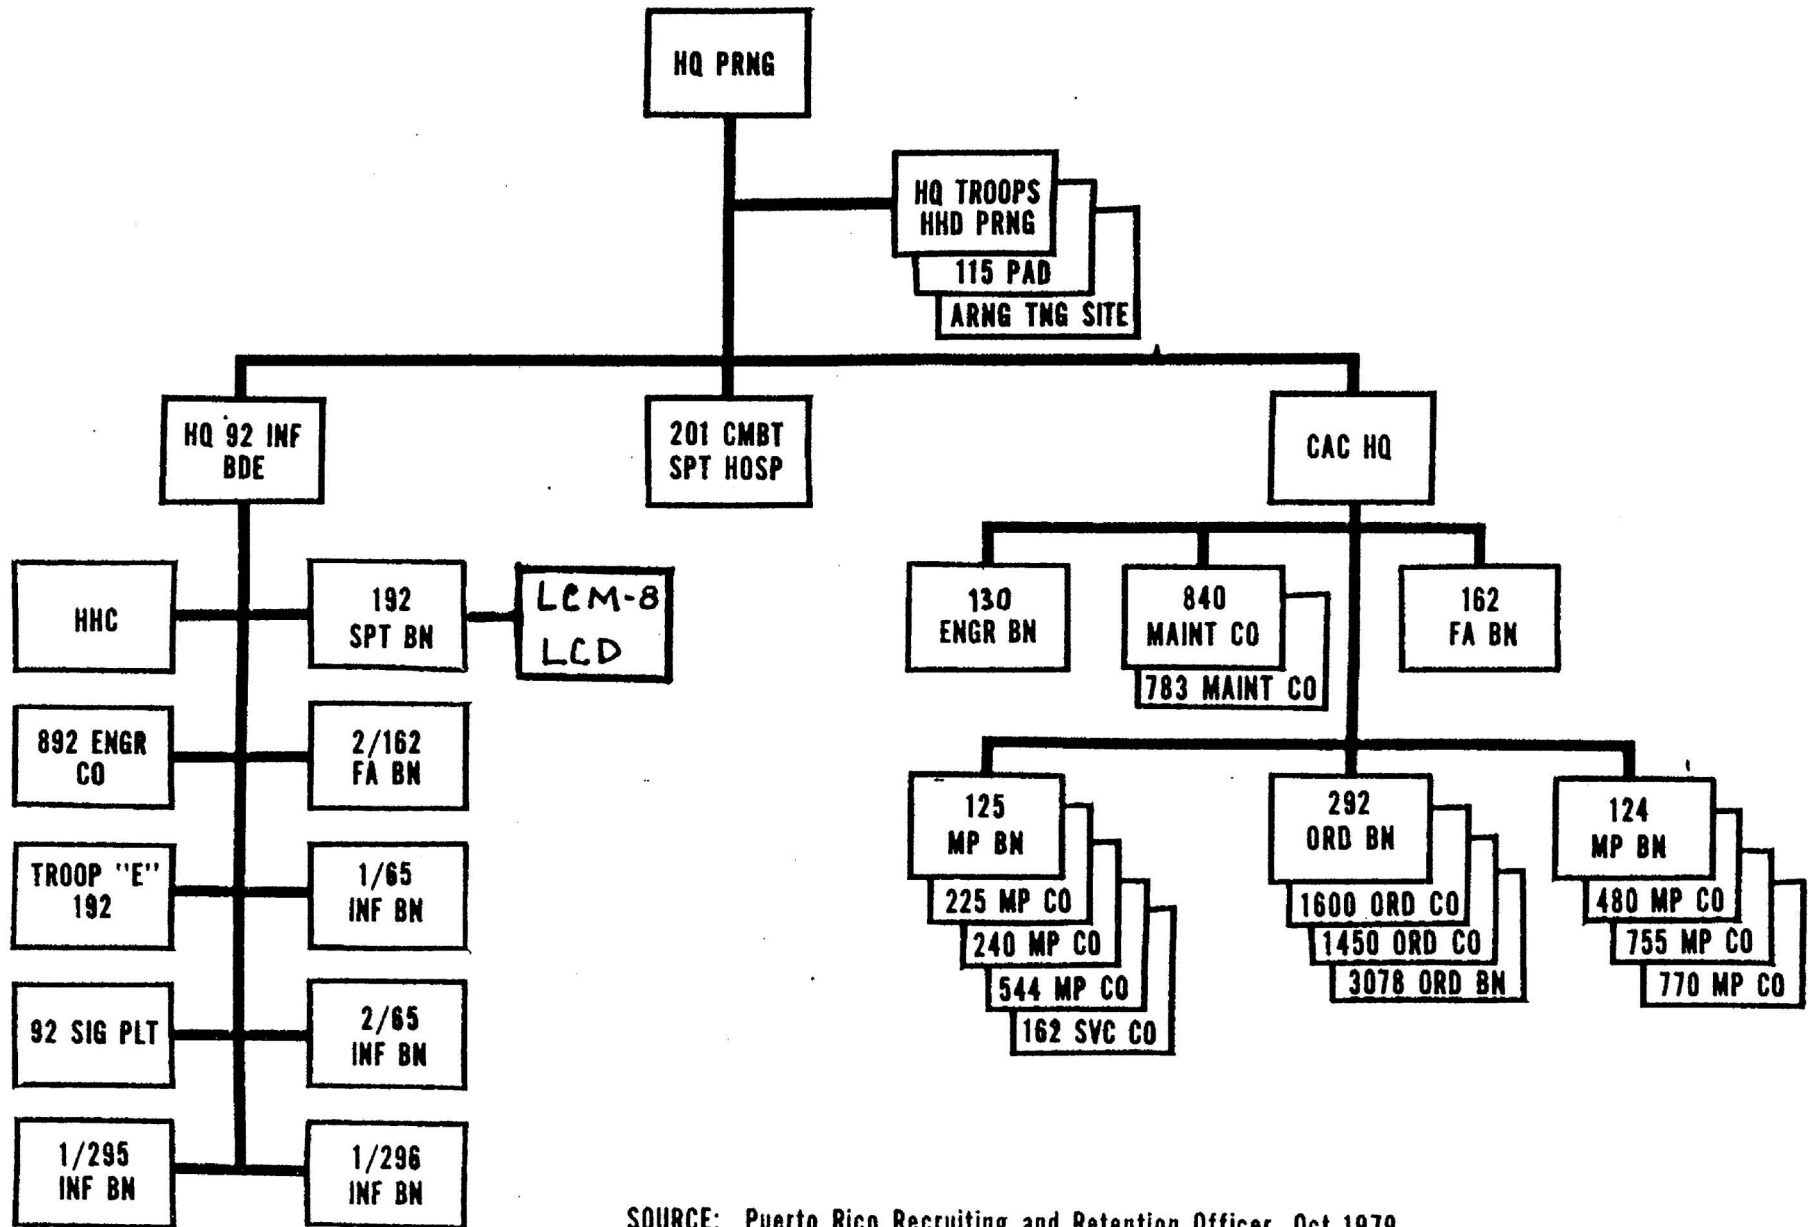 HQ PRNG
HQ TROOPS
HHD PRNG
115 PAD
ARNG TNG SITE
HQ 92 INF
BDE
201 CMBT
SPT HOSP
CAC HQ
HHC
192
SPT BN
LCM-8
LCD
130
ENGR BN
840
MAINT CO
783 MAINT CO
162
FA BN
892 ENGR
CO
2/162
FA BN
TROOP "E"
192
1/65
INF BN
92 SIG PLT
2/65
INF BN
1/295
INF BN
1/296
INF BN
125
MP BN
225 MP CO
240 MP CO
544 MP CO
162 SVC CO
292
ORD BN
1600 ORD CO
1450 ORD CO
3078 ORD BN
124
MP BN
480 MP CO
755 MP CO
770 MP CO
SOURCE: Puerto Rico Recruiting and Retention Officer, Oct 1979